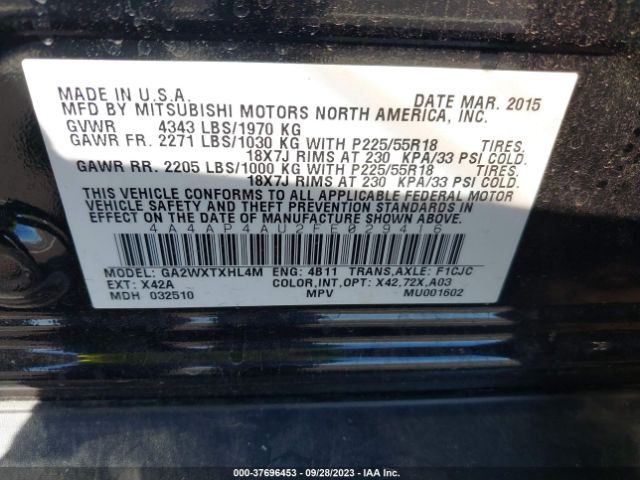 MADE IN U.S.A. DATE MAR. 2015
MFD BY MITSUBISHI MOTORS NORTH AMERICA, INC.
GVWR 4343 LBS/1970 KG
GAWR FR. 2271 LBS/1030 KG WITH P225/55R18 TIRES.
18X7J RIMS AT 230 KPA/33 PSI COLD.
GAWR RR. 2205 LBS/1000 KG WITH P225/55R18 TIRES.
18X7J RIMS AT 230 KPA/33 PSI COLD.
THIS VEHICLE CONFORMS TO ALL APPLICABLE FEDERAL MOTOR
VEHICLE SAFETY AND THEFT PREVENTION STANDARDS IN
EFFECT ON THE DATE OF MANUFACTURE SHOWN ABOVE.
4A4AP4AU2FE029416
MODEL: GA2WXTXHL4M ENG: 4B11 TRANS,AXLE: F1CJC
EXT: X42A COLOR,INT,OPT: X42,72X,A03
MDH 032510 MPV MU001602
000-37696453 - 09/28/2023 - IAA Inc.